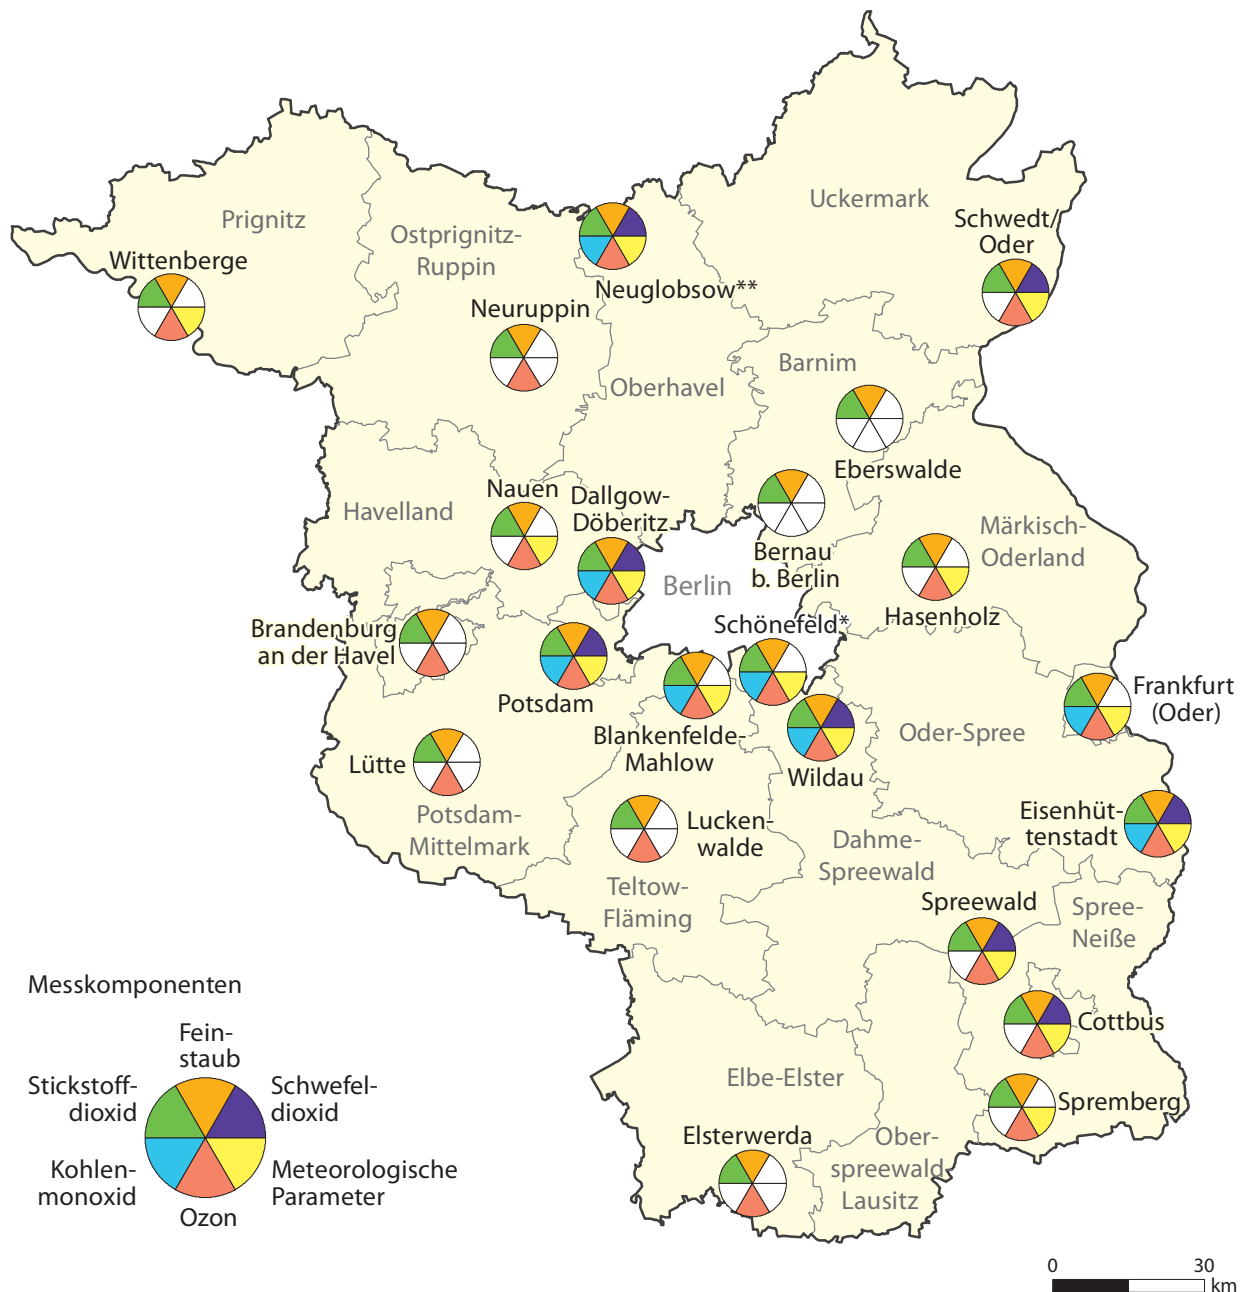 Prignitz
Ostprignitz-
Ruppin
Uckermark
Schwedt/
Oder
Wittenberge
Neuglobsow**
Neuruppin
Oberhavel
Barnim
Eberswalde
Nauen
Dallgow-
Döberitz
Havelland
Bernau
b. Berlin
Märkisch-
Oderland
Berlin
Hasenholz
Brandenburg
an der Havel
Schönefeld*
Potsdam
Frankfurt
(Oder)
Blankenfelde-
Mahlow
Wildau
Oder-Spree
Lütte
Potsdam-
Mittelmark
Lucken-
walde
Eisenhüt-
tenstadt
Dahme-
Spreewald
Teltow-
Fläming
Spreewald
Spree-
Neiße
Cottbus
Elbe-Elster
Spremberg
Elsterwerda
Ober-
spreewald
Lausitz
Messkomponenten
Fein-
staub
Stickstoff-
dioxid
Schwefel-
dioxid
Kohlen-
monoxid
Meteorologische
Parameter
Ozon
0 30
km